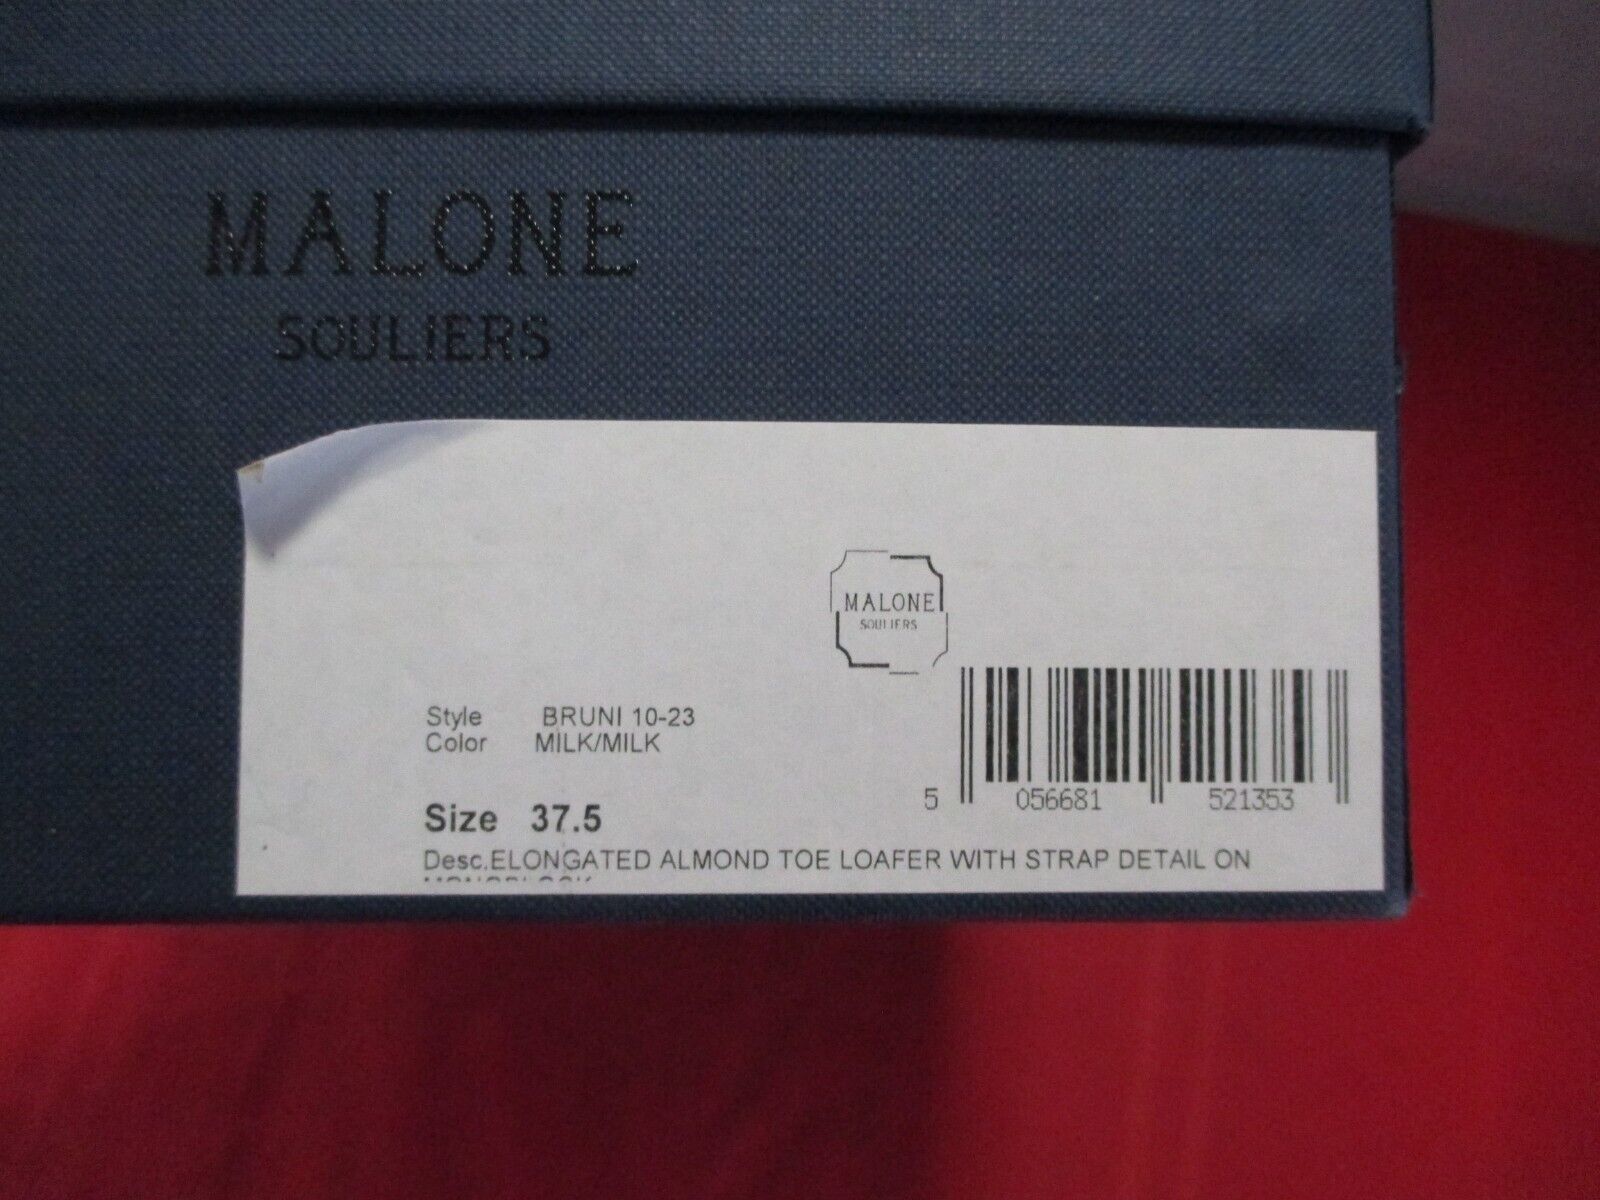 MALONE
SOULIERS
MALONE
SOULIERS
Style BRUNI 10-23
Color MILK/MILK
5 056681 521353
Size 37.5
Desc.ELONGATED ALMOND TOE LOAFER WITH STRAP DETAIL ON